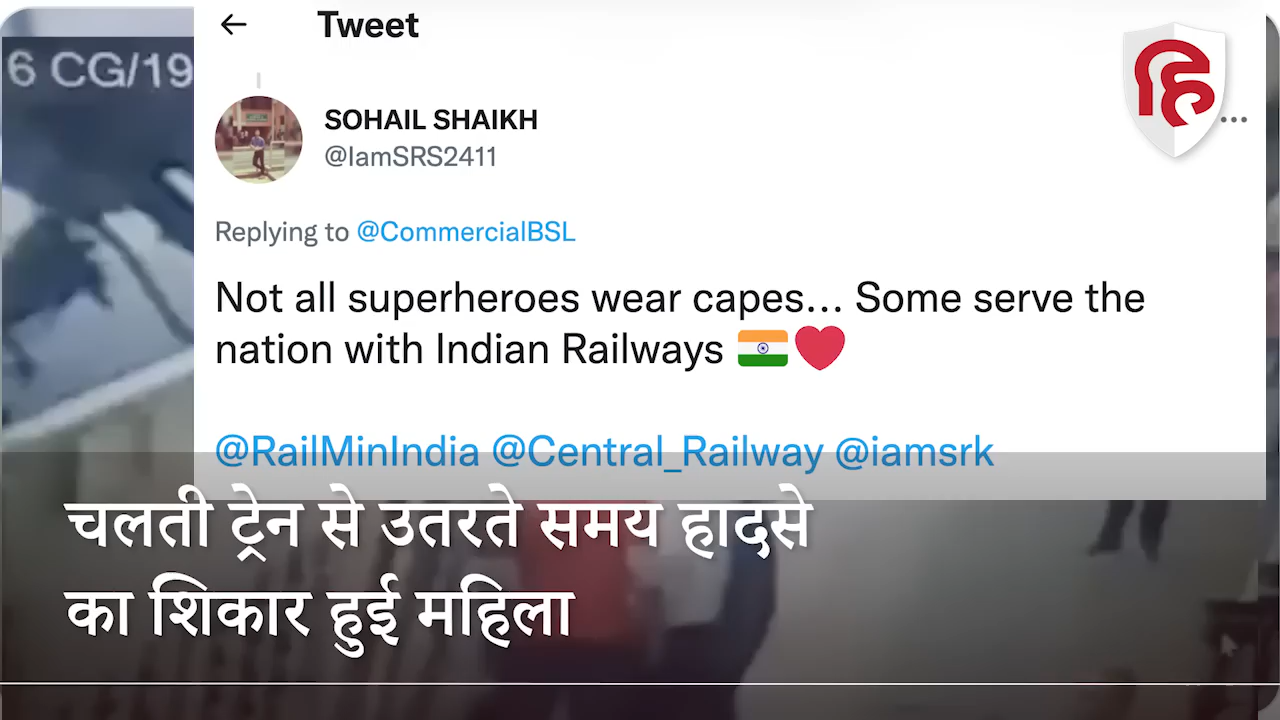 Tweet
6 CG/19
SOHAIL SHAIKH
@IamSRS2411
Replying to @CommercialBSL
Not all superheroes wear capes... Some serve the
nation with Indian Railways 🇮🇳❤️
@RailMinIndia @Central_Railway @iamsrk
चलती ट्रेन से उतरते समय हादसे
का शिकार हुई महिला
हि